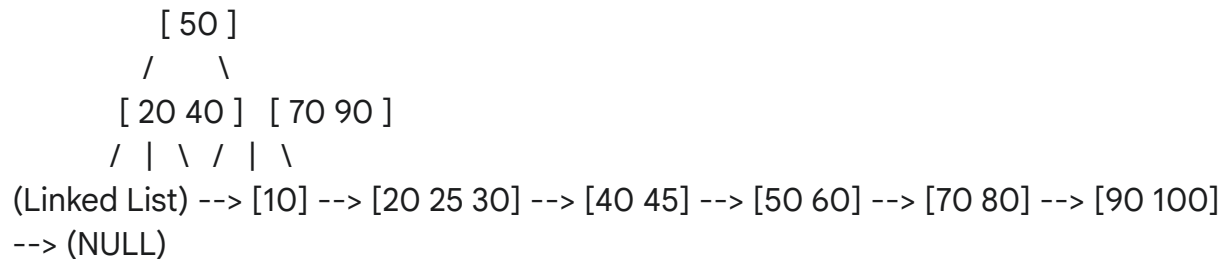 [ 50 ]
/ \
[ 20 40 ] [ 70 90 ]
/ | \ / | \
(Linked List) --> [10] --> [20 25 30] --> [40 45] --> [50 60] --> [70 80] --> [90 100]
--> (NULL)